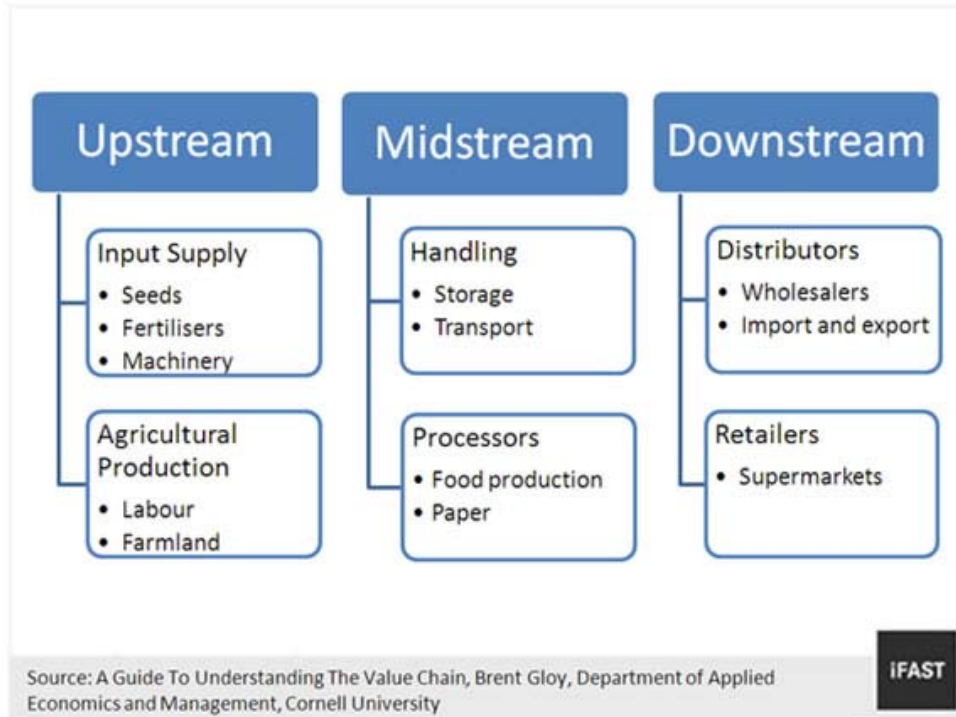 Upstream
Input Supply
• Seeds
• Fertilisers
• Machinery
Agricultural
Production
• Labour
• Farmland
Midstream
Handling
• Storage
• Transport
Processors
• Food production
• Paper
Downstream
Distributors
• Wholesalers
• Import and export
Retailers
• Supermarkets
Source: A Guide To Understanding The Value Chain, Brent Gloy, Department of Applied
Economics and Management, Cornell University
iFAST